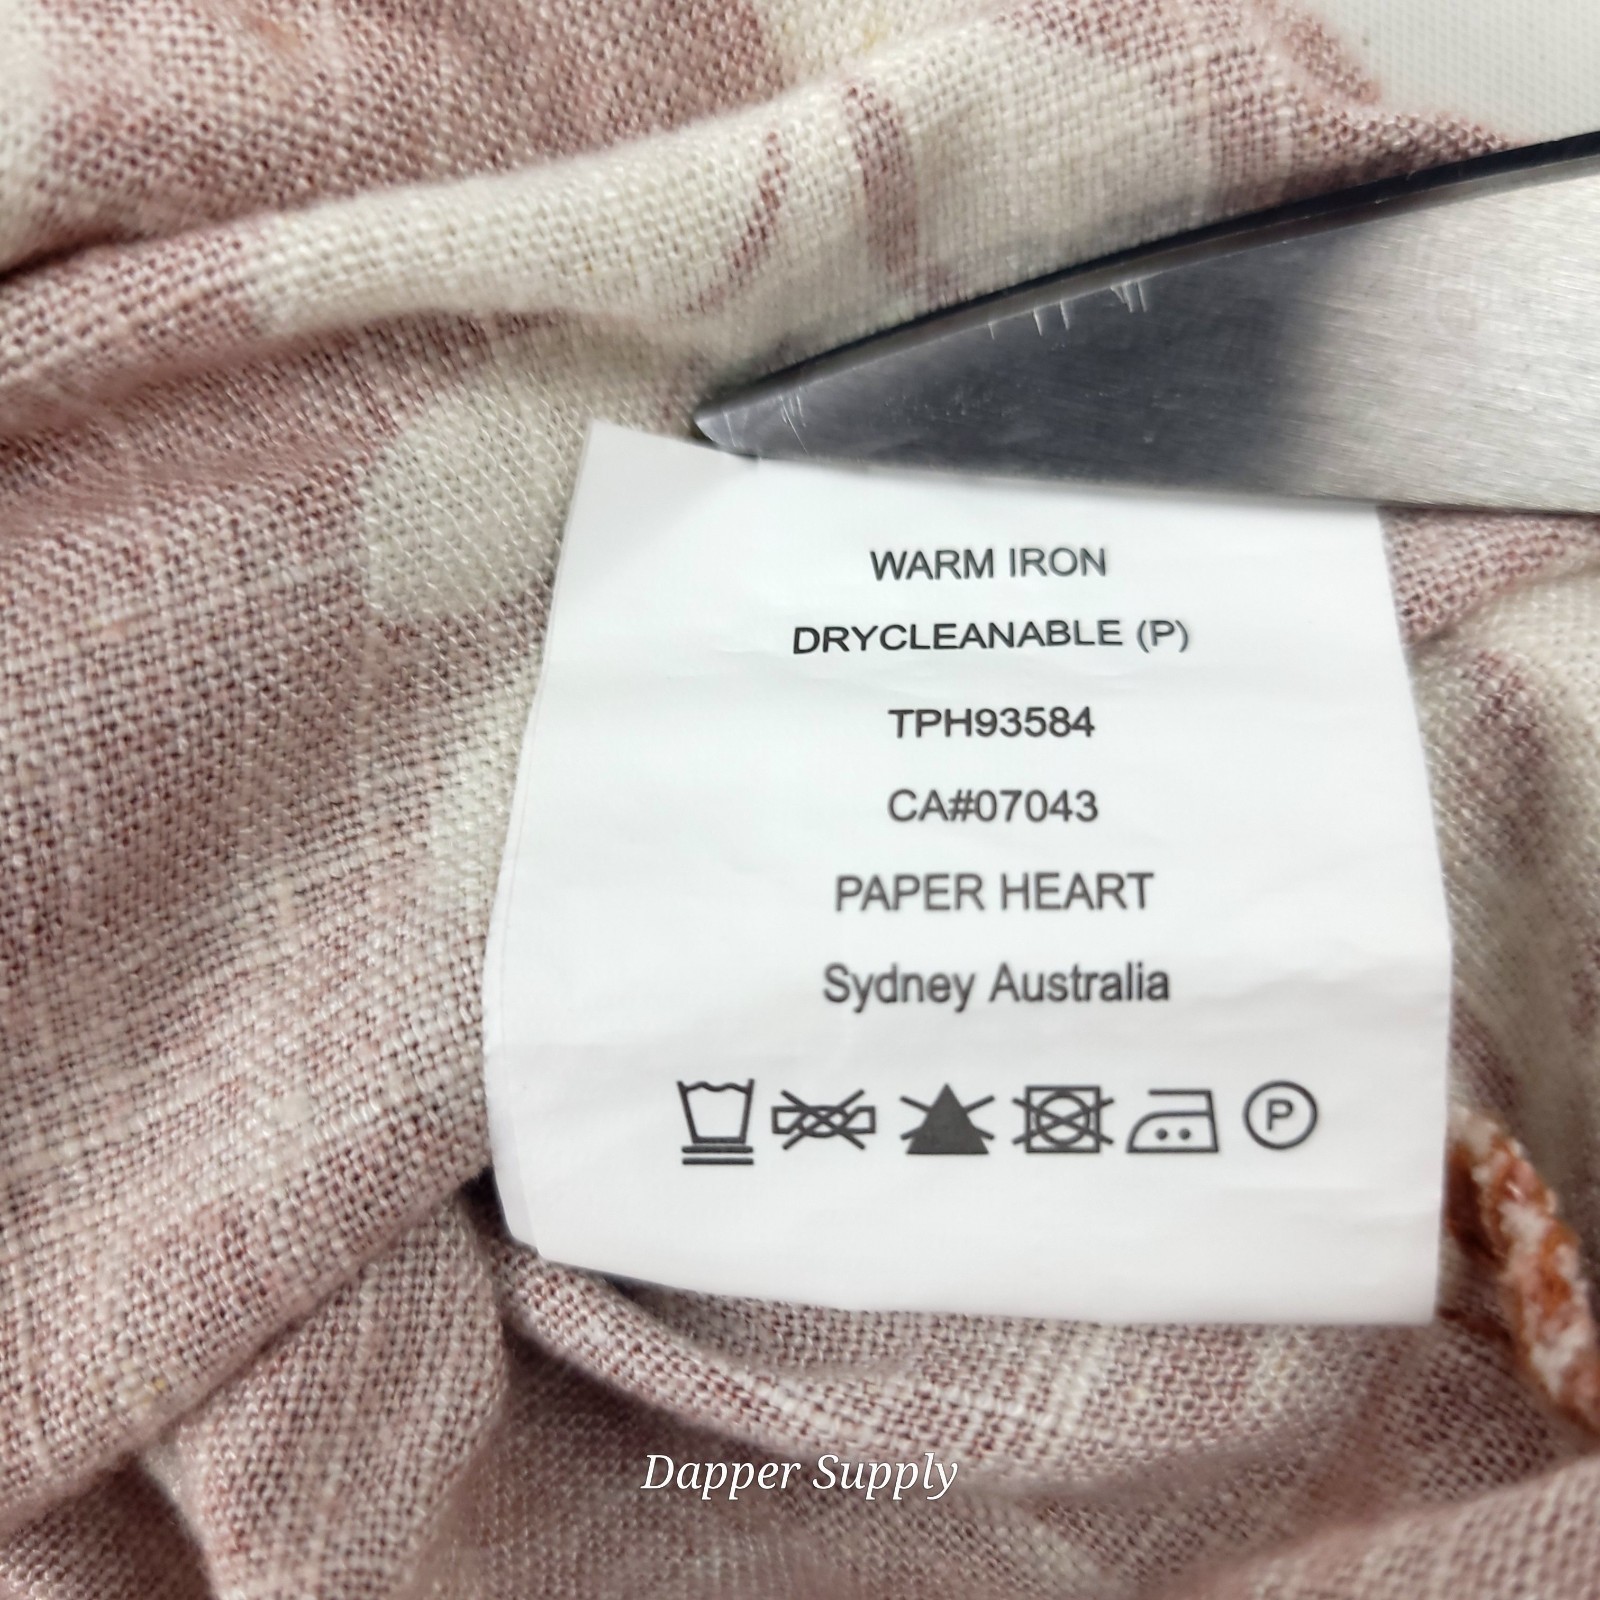 WARM IRON
DRYCLEANABLE (P)
TPH93584
CA#07043
PAPER HEART
Sydney Australia
P
Dapper Supply